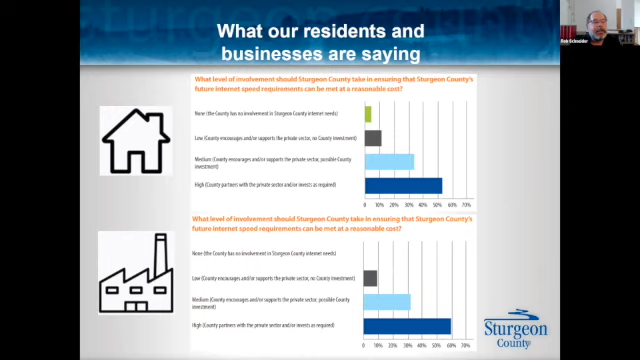 What our residents and
businesses are saying
Rob Schneider
What level of involvement should Sturgeon County take in ensuring that Sturgeon County's
future Internet speed requirements can be met at a reasonable cost?
None (the County has no involvement in Sturgeon County internet needs)
Low (County encourages and/or supports the private sector, no County investment)
Medium (County encourages and/or supports the private sector, possible County
investment)
High (County partners with the private sector and/or invests as required)
0 10% 20% 30% 40% 50% 60% 70%
What level of involvement should Sturgeon County take in ensuring that Sturgeon County's
future internet speed requirements can be met at a reasonable cost?
None (the County has no involvement in Sturgeon County internet needs)
Low (County encourages and/or supports the private sector, no County investment)
Medium (County encourages and/or supports the private sector, possible County
investment)
High (County partners with the private sector and/or invests as required)
0 10% 20% 30% 40% 50% 60% 70%
Sturgeon
County